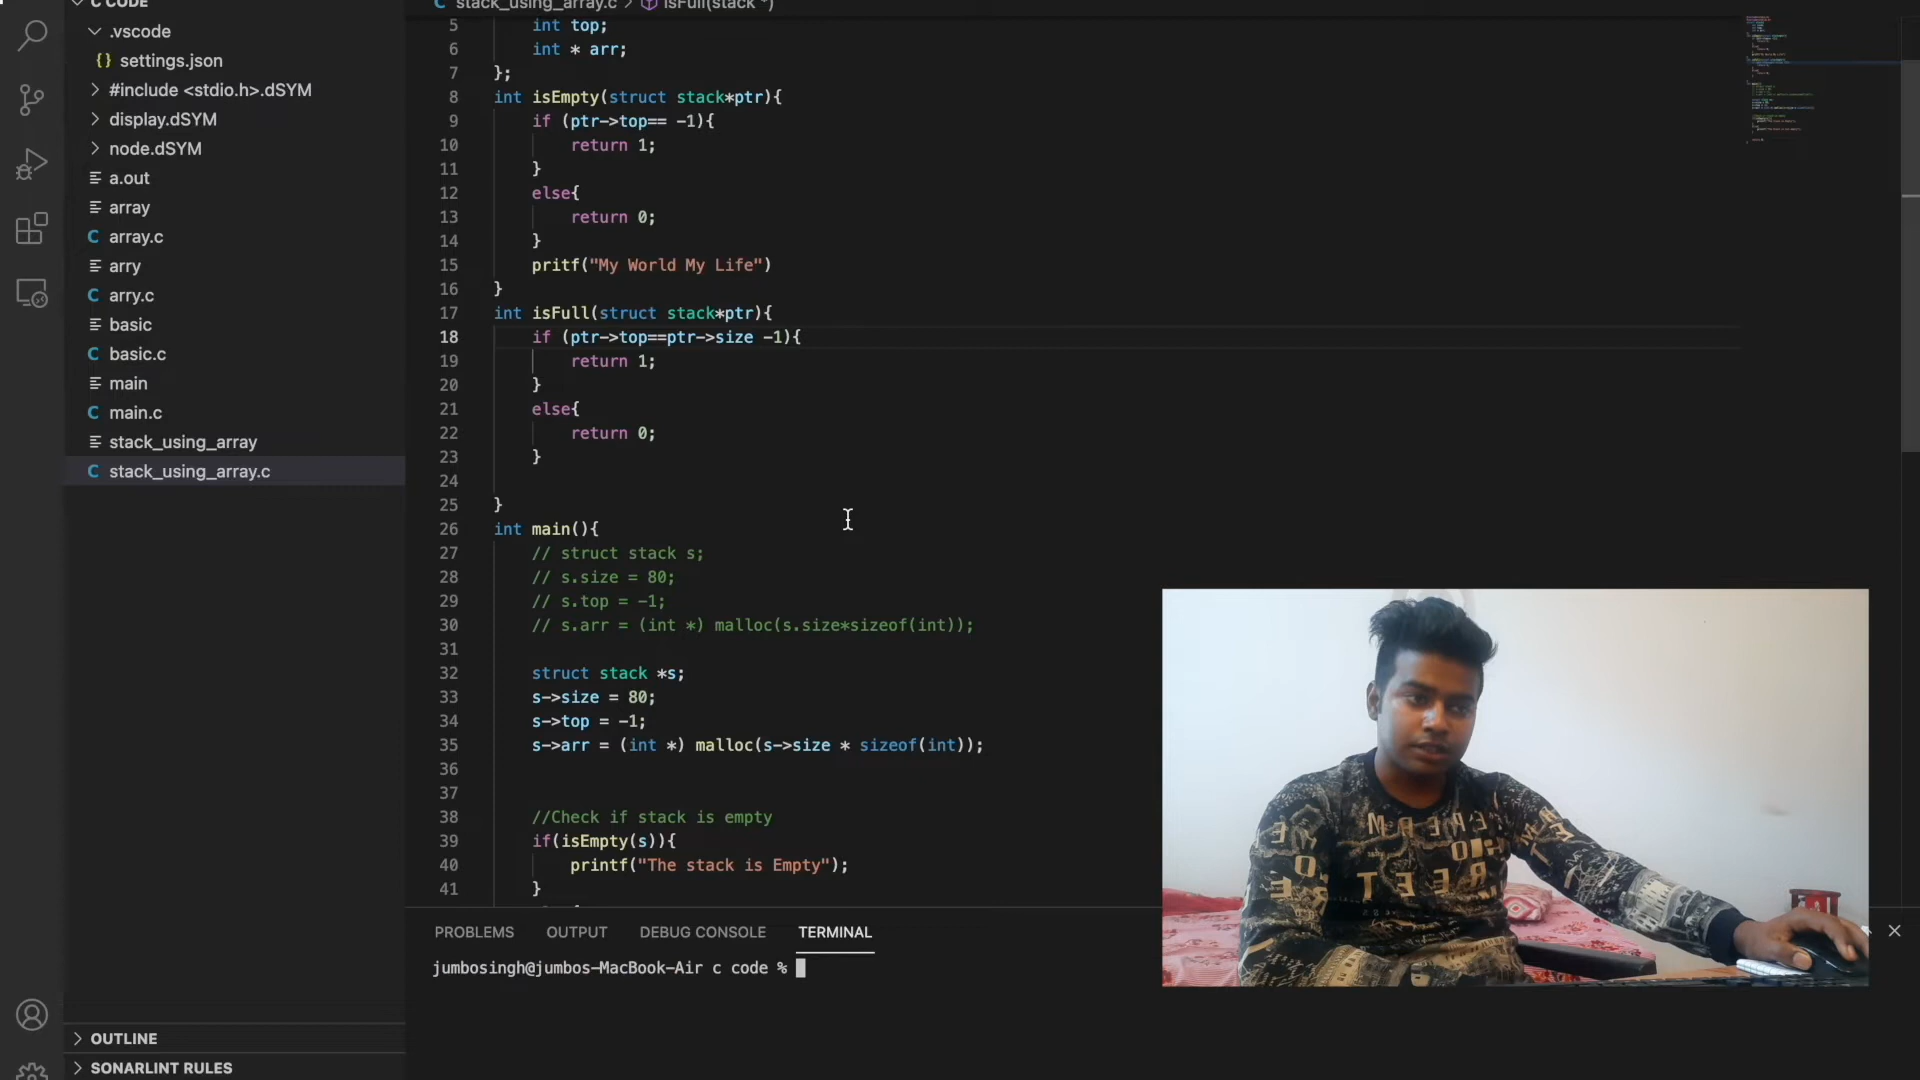 C CODE
.vscode
{} settings.json
#include <stdio.h>.dSYM
display.dSYM
node.dSYM
a.out
array
C array.c
arry
C arry.c
basic
C basic.c
main
C main.c
stack_using_array
C stack_using_array.c
OUTLINE
SONARLINT RULES
C stack_using_array.c > isFull(stack *)
5 int top;
6 int * arr;
7 };
8 int isEmpty(struct stack*ptr){
9 if (ptr->top== -1){
10 return 1;
11 }
12 else{
13 return 0;
14 }
15 pritf("My World My Life")
16 }
17 int isFull(struct stack*ptr){
18 if (ptr->top==ptr->size -1){
19 return 1;
20 }
21 else{
22 return 0;
23 }
24
25 }
26 int main(){
27 // struct stack s;
28 // s.size = 80;
29 // s.top = -1;
30 // s.arr = (int *) malloc(s.size*sizeof(int));
31
32 struct stack *s;
33 s->size = 80;
34 s->top = -1;
35 s->arr = (int *) malloc(s->size * sizeof(int));
36
37
38 //Check if stack is empty
39 if(isEmpty(s)){
40 printf("The stack is Empty");
41 }
PROBLEMS OUTPUT DEBUG CONSOLE TERMINAL
jumbosingh@jumbos-MacBook-Air c code %